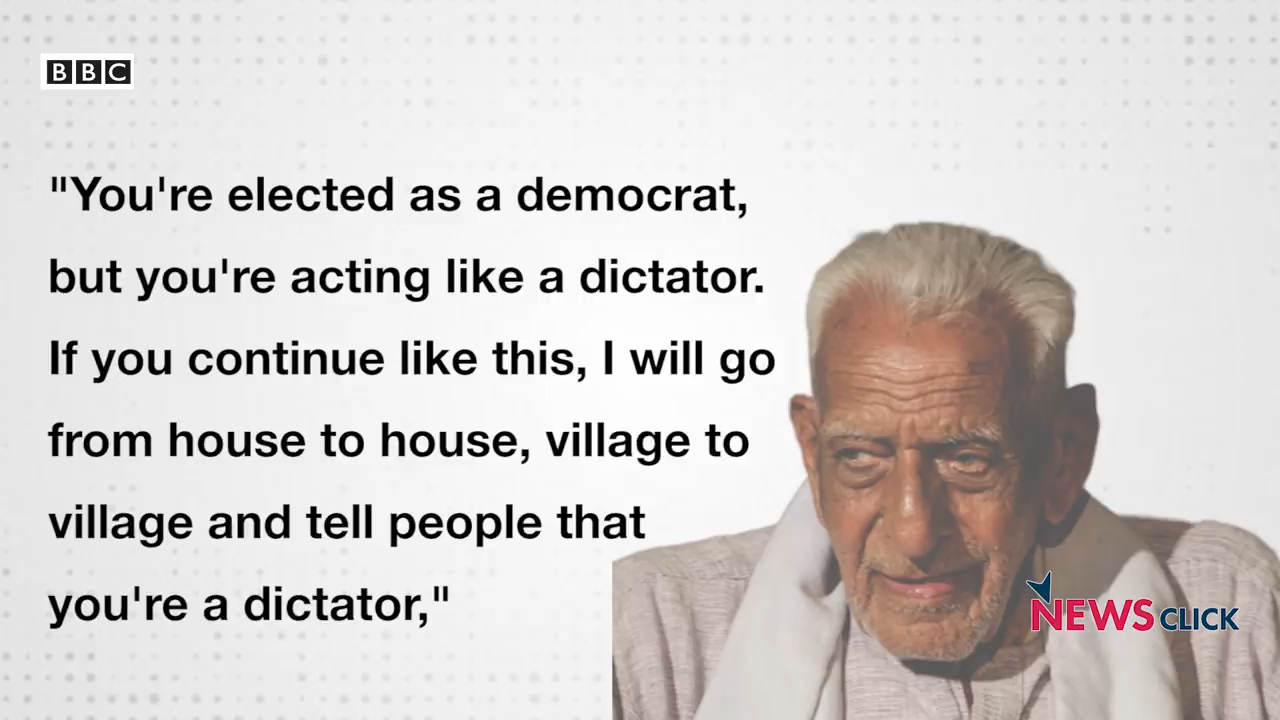 BBC
"You're elected as a democrat,
but you're acting like a dictator.
If you continue like this, I will go
from house to house, village to
village and tell people that
you're a dictator,"
NEWSCLICK